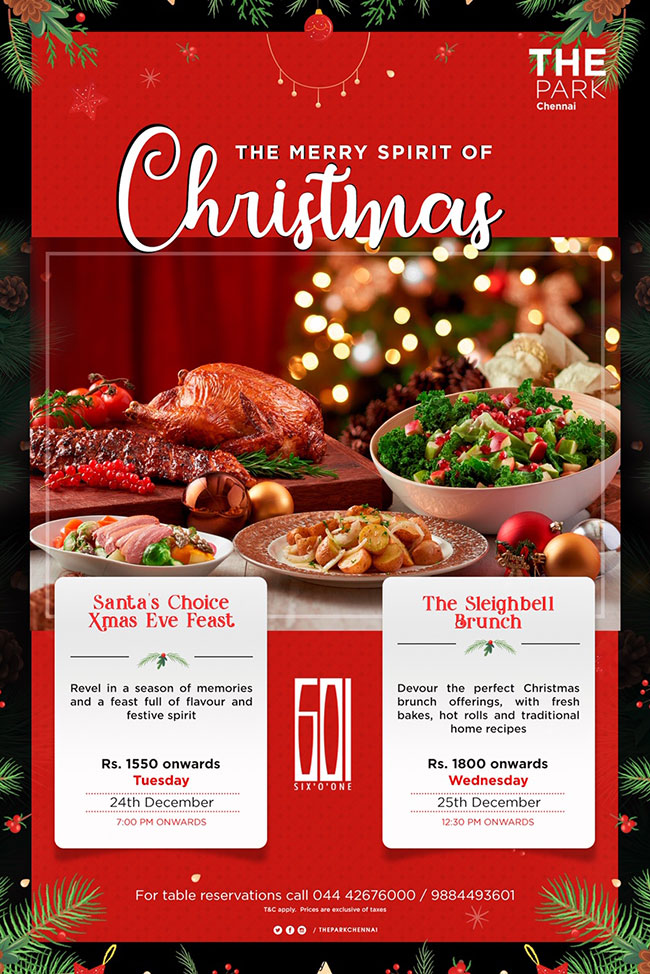 THE
PARK
Chennai
THE MERRY SPIRIT OF
Christmas
Santa's Choice
Xmas Eve Feast
Revel in a season of memories
and a feast full of flavour and
festive spirit
Rs. 1550 onwards
Tuesday
24th December
7:00 PM ONWARDS
601
SIX'O'ONE
The Sleighbell
Brunch
Devour the perfect Christmas
brunch offerings, with fresh
bakes, hot rolls and traditional
home recipes
Rs. 1800 onwards
Wednesday
25th December
12:30 PM ONWARDS
For table reservations call 044 42676000 / 9884493601
T&C apply. Prices are exclusive of taxes
/ THEPARKCHENNAI